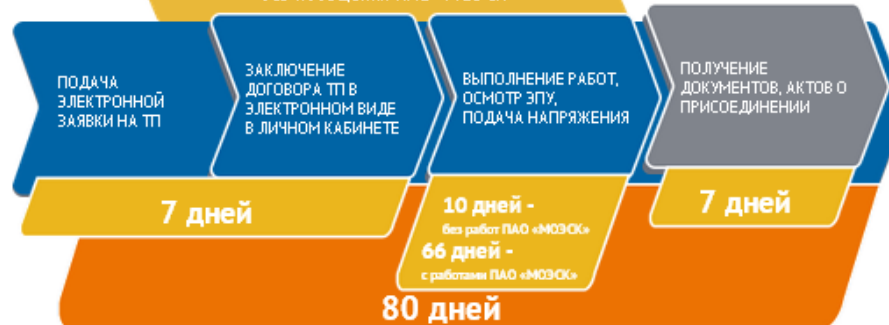 ПОДАЧА
ЭЛЕКТРОННОЙ
ЗАЯВКИ НА ТП
ЗАКЛЮЧЕНИЕ
ДОГОВОРА ТП В
ЭЛЕКТРОННОМ ВИДЕ
В ЛИЧНОМ КАБИНЕТЕ
ВЫПОЛНЕНИЕ РАБОТ,
ОСМОТР ЭПУ,
ПОДАЧА НАПРЯЖЕНИЯ
ПОЛУЧЕНИЕ
ДОКУМЕНТОВ, АКТОВ О
ПРИСОЕДИНЕНИИ
7 дней
10 дней -
без работ ПАО «МОЭСК»
66 дней -
с работами ПАО «МОЭСК»
7 дней
80 дней